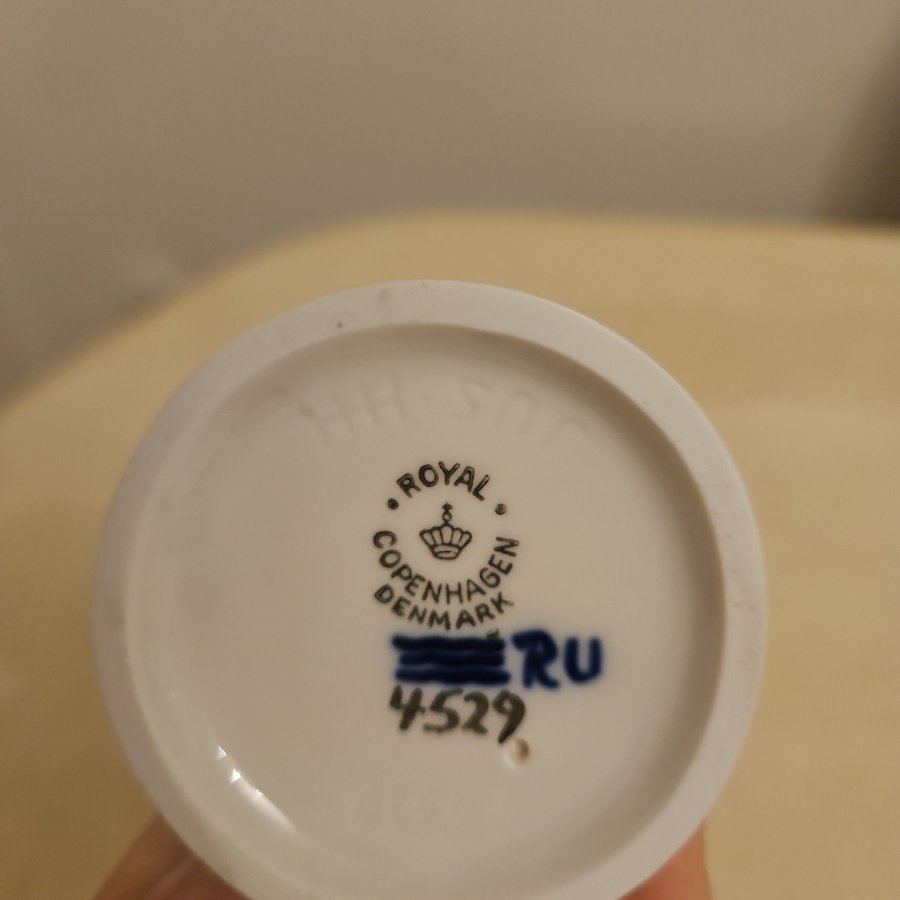 · ROYAL ·
COPENHAGEN
DENMARK
RU
4529